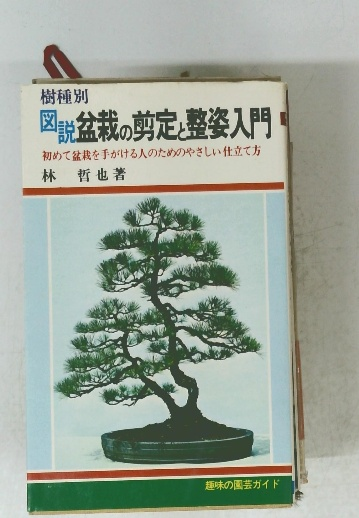 樹種別
図説盆栽の剪定と整姿入門
初めて盆栽を手がける人のためのやさしい仕立て方
林 哲也著
趣味の園芸ガイド